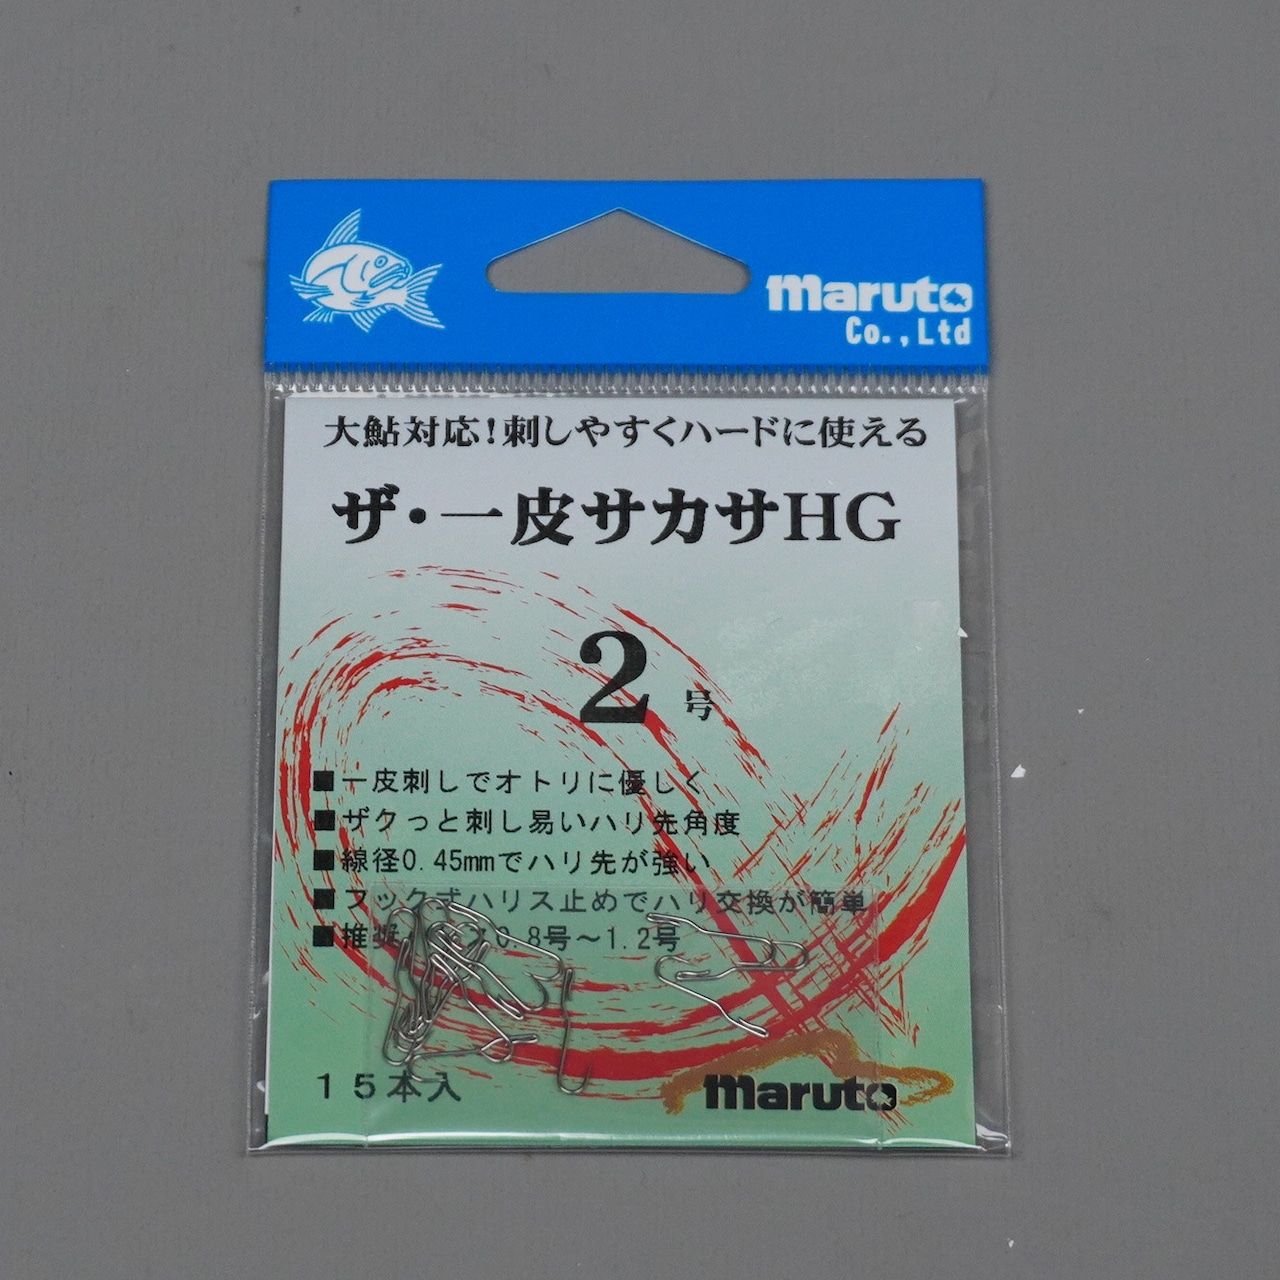 maruto
Co.,Ltd
大鮎対応!刺しやすくハードに使える
ザ・一皮サカサHG
2号
■一皮刺しでオトリに優しく
■ザクっと刺し易いハリ先角度
■線径0.45mmでハリ先が強い
■フック式ハリス止めでハリ交換が簡単
■推奨 0.8号～1.2号
15本入
maruto